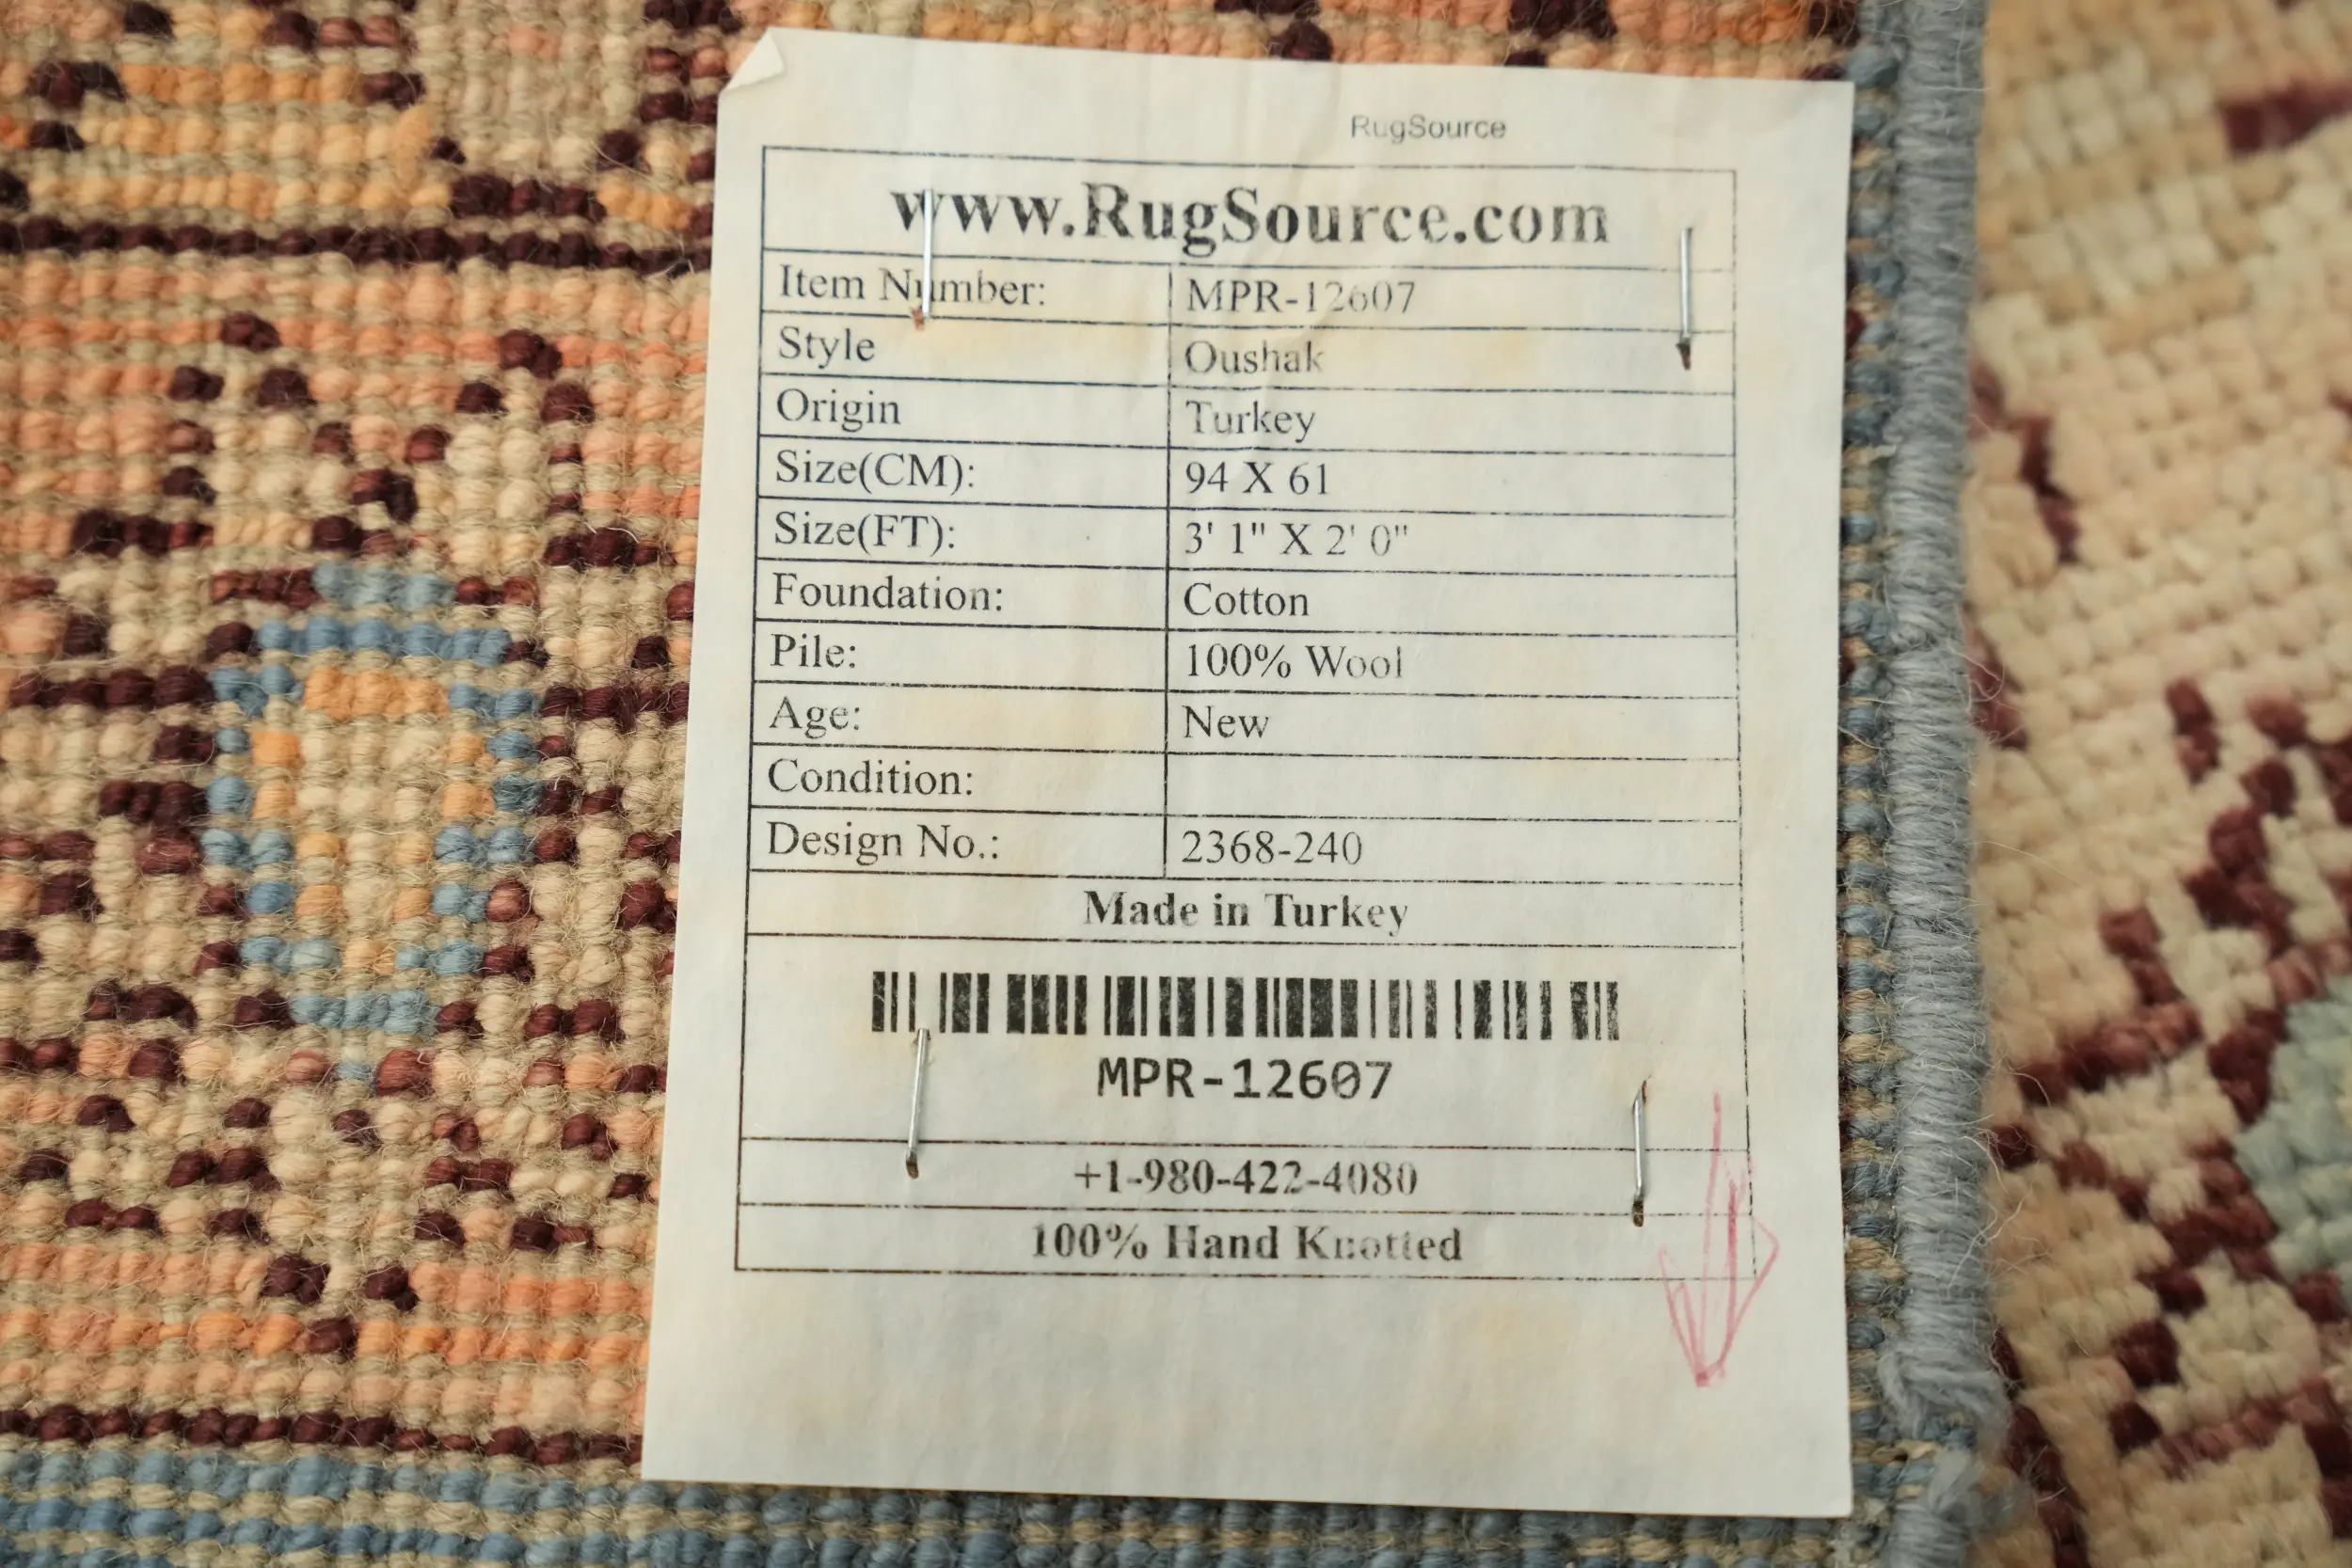 RugSource
www.RugSource.com
Item Number: MPR-12607
Style Oushak
Origin Turkey
Size(CM): 94 X 61
Size(FT): 3' 1" X 2' 0"
Foundation: Cotton
Pile: 100% Wool
Age: New
Condition:
Design No.: 2368-240
Made in Turkey
MPR-12607
+1-980-422-4080
100% Hand Knotted